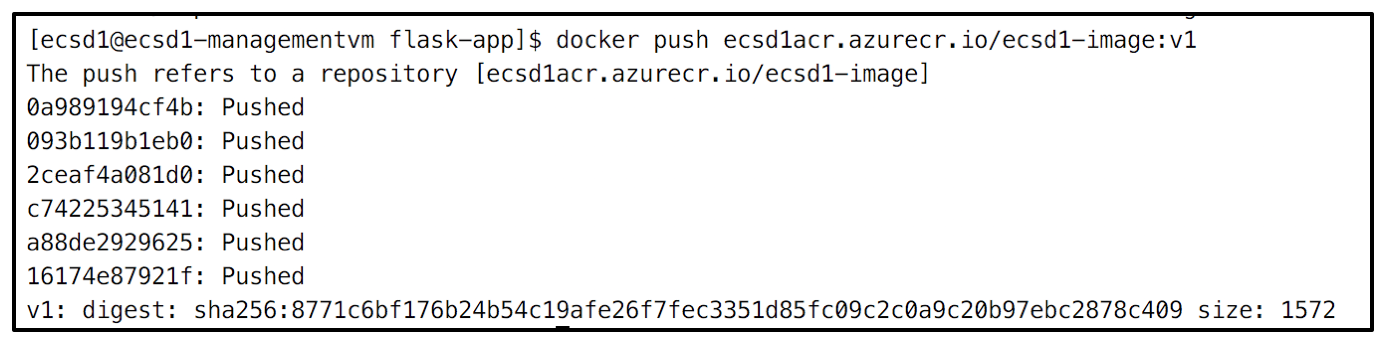 [ecsd1@ecsd1-managementvm flask-app]$ docker push ecsd1acr.azurecr.io/ecsd1-image:v1
The push refers to a repository [ecsd1acr.azurecr.io/ecsd1-image]
0a989194cf4b: Pushed
093b119b1eb0: Pushed
2ceaf4a081d0: Pushed
c74225345141: Pushed
a88de2929625: Pushed
16174e87921f: Pushed
v1: digest: sha256:8771c6bf176b24b54c19afe26f7fec3351d85fc09c2c0a9c20b97ebc2878c409 size: 1572